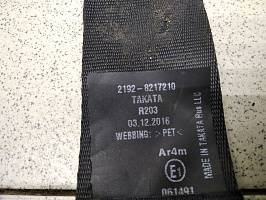 2192-8217210
TAKATA
R203
03.12.2016
WEBBING: >PET<
Ar4m
E1
061491
MADE IN TAKATA Rus LLC